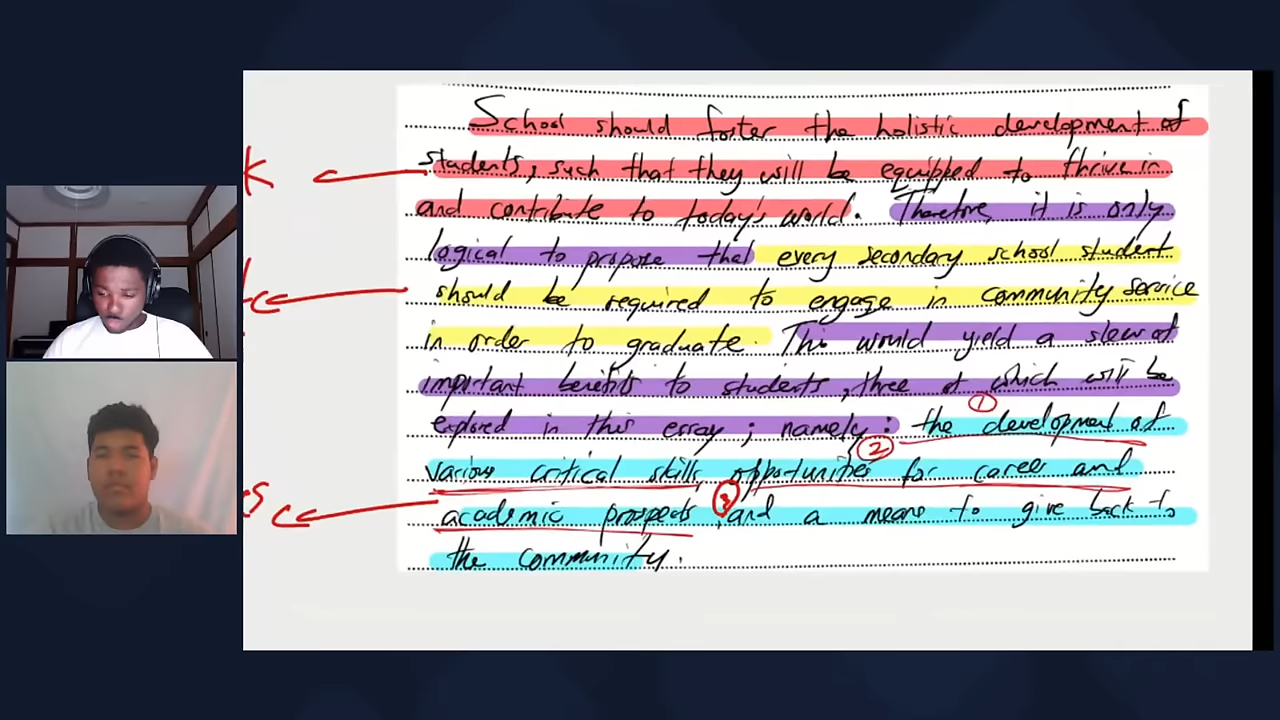 School should foster the holistic development of
K
students, such that they will be equipped to thrive in
and contribute to today's world. Therefore, it is only
logical to propose that every secondary school student
should be required to engage in community service
in order to graduate. This would yield a slew of
important benefits to students, three of which will be
1
explored in this essay; namely: the development of
2
various critical skills, opportunities for career and
3
s
academic prospects, and a means to give back to
the community.